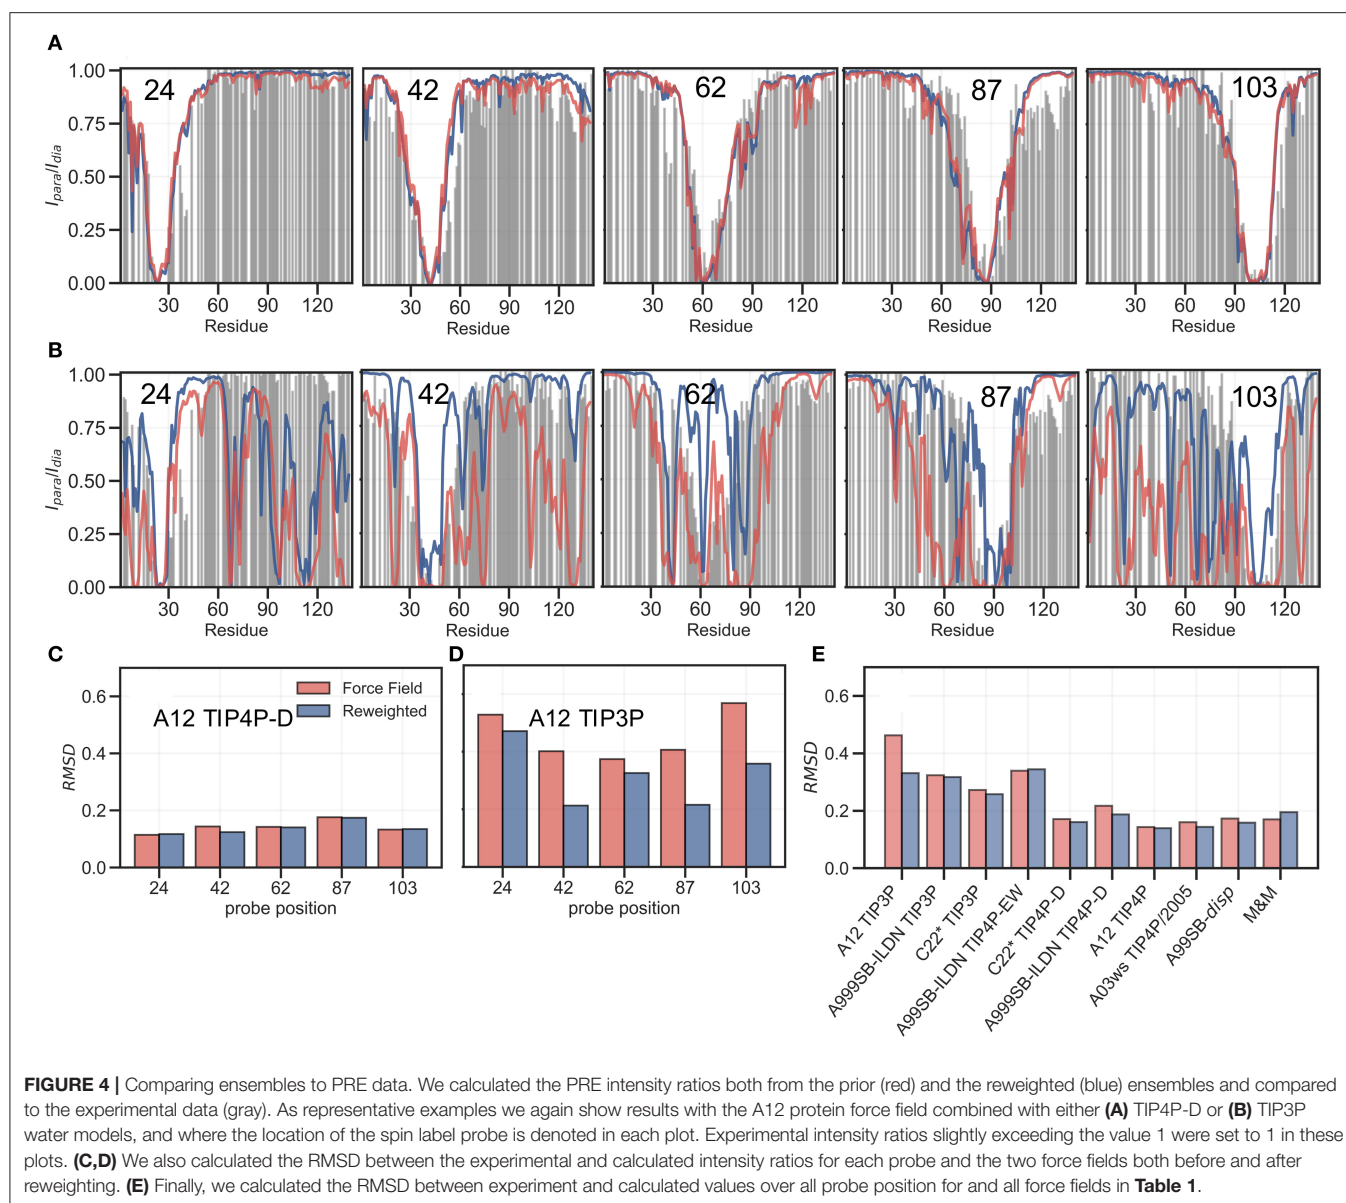 A
1.00
0.75
0.50
0.25
0.00
I_para/I_dia
24
42
62
87
103
30 60 90 120
30 60 90 120
30 60 90 120
30 60 90 120
30 60 90 120
Residue
Residue
Residue
Residue
Residue
B
1.00
0.75
0.50
0.25
0.00
I_para/I_dia
24
42
62
87
103
30 60 90 120
30 60 90 120
30 60 90 120
30 60 90 120
30 60 90 120
Residue
Residue
Residue
Residue
Residue
C
0.6
0.4
0.2
0.0
RMSD
A12 TIP4P-D
Force Field
Reweighted
24 42 62 87 103
probe position
D
A12 TIP3P
24 42 62 87 103
probe position
E
0.6
0.4
0.2
0.0
RMSD
A12 TIP3P
A999SB-ILDN TIP3P
C22* TIP3P
A99SB-ILDN TIP4P-EW
C22* TIP4P-D
A999SB-ILDN TIP4P-D
A12 TIP4P
A03ws TIP4P/2005
A99SB-disp
M&M
FIGURE 4 | Comparing ensembles to PRE data. We calculated the PRE intensity ratios both from the prior (red) and the reweighted (blue) ensembles and compared
to the experimental data (gray). As representative examples we again show results with the A12 protein force field combined with either (A) TIP4P-D or (B) TIP3P
water models, and where the location of the spin label probe is denoted in each plot. Experimental intensity ratios slightly exceeding the value 1 were set to 1 in these
plots. (C,D) We also calculated the RMSD between the experimental and calculated intensity ratios for each probe and the two force fields both before and after
reweighting. (E) Finally, we calculated the RMSD between experiment and calculated values over all probe position for and all force fields in Table 1.